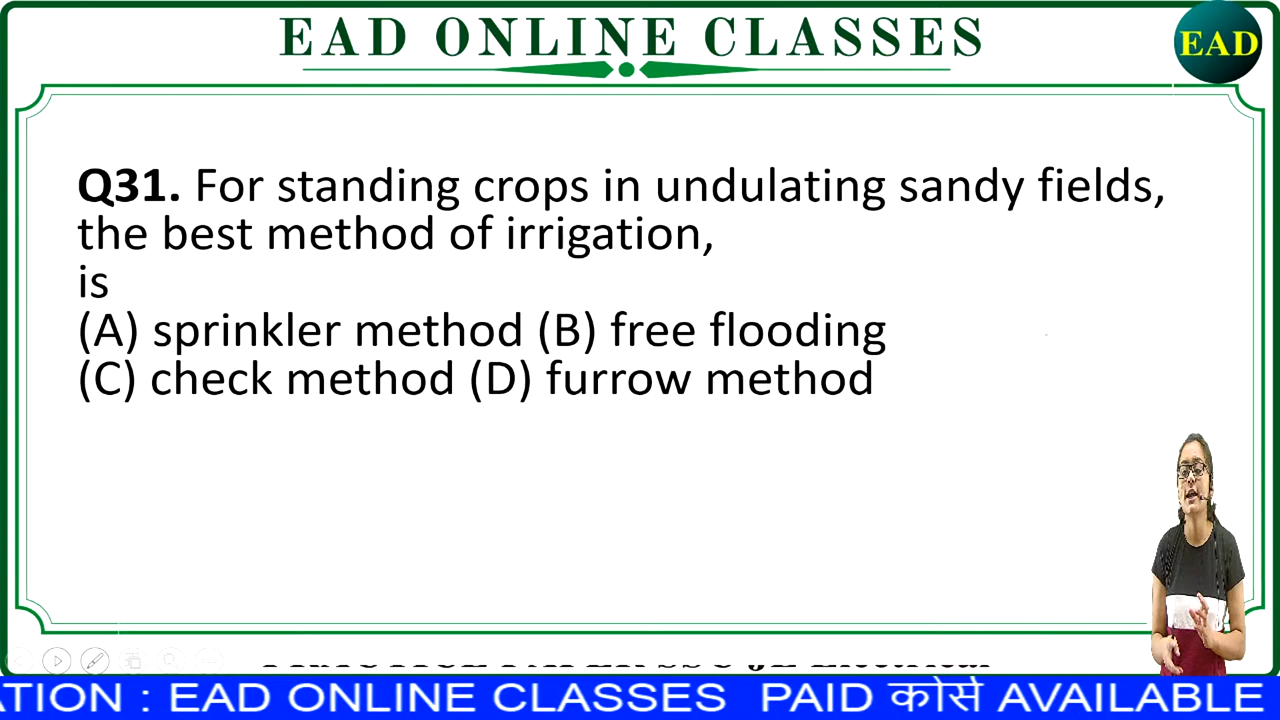 EAD ONLINE CLASSES
EAD
Q31. For standing crops in undulating sandy fields,
the best method of irrigation,
is
(A) sprinkler method (B) free flooding
(C) check method (D) furrow method
TION : EAD ONLINE CLASSES PAID कोर्स AVAILABLE